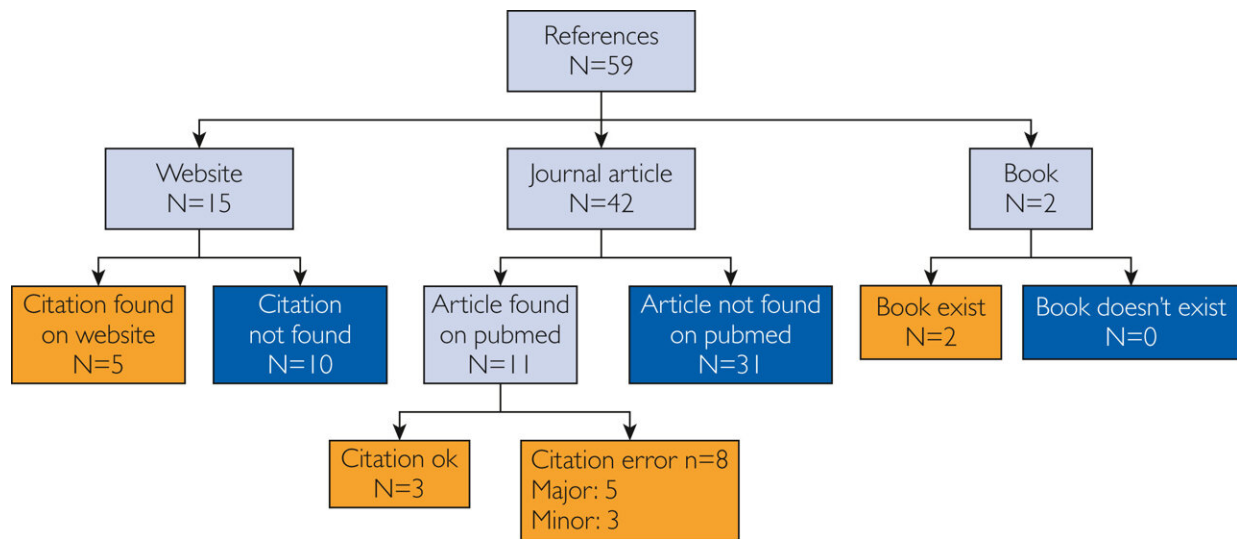 References
N=59
Website
N=15
Journal article
N=42
Book
N=2
Citation found
on website
N=5
Citation
not found
N=10
Article found
on pubmed
N=11
Article not found
on pubmed
N=31
Book exist
N=2
Book doesn't exist
N=0
Citation ok
N=3
Citation error n=8
Major: 5
Minor: 3